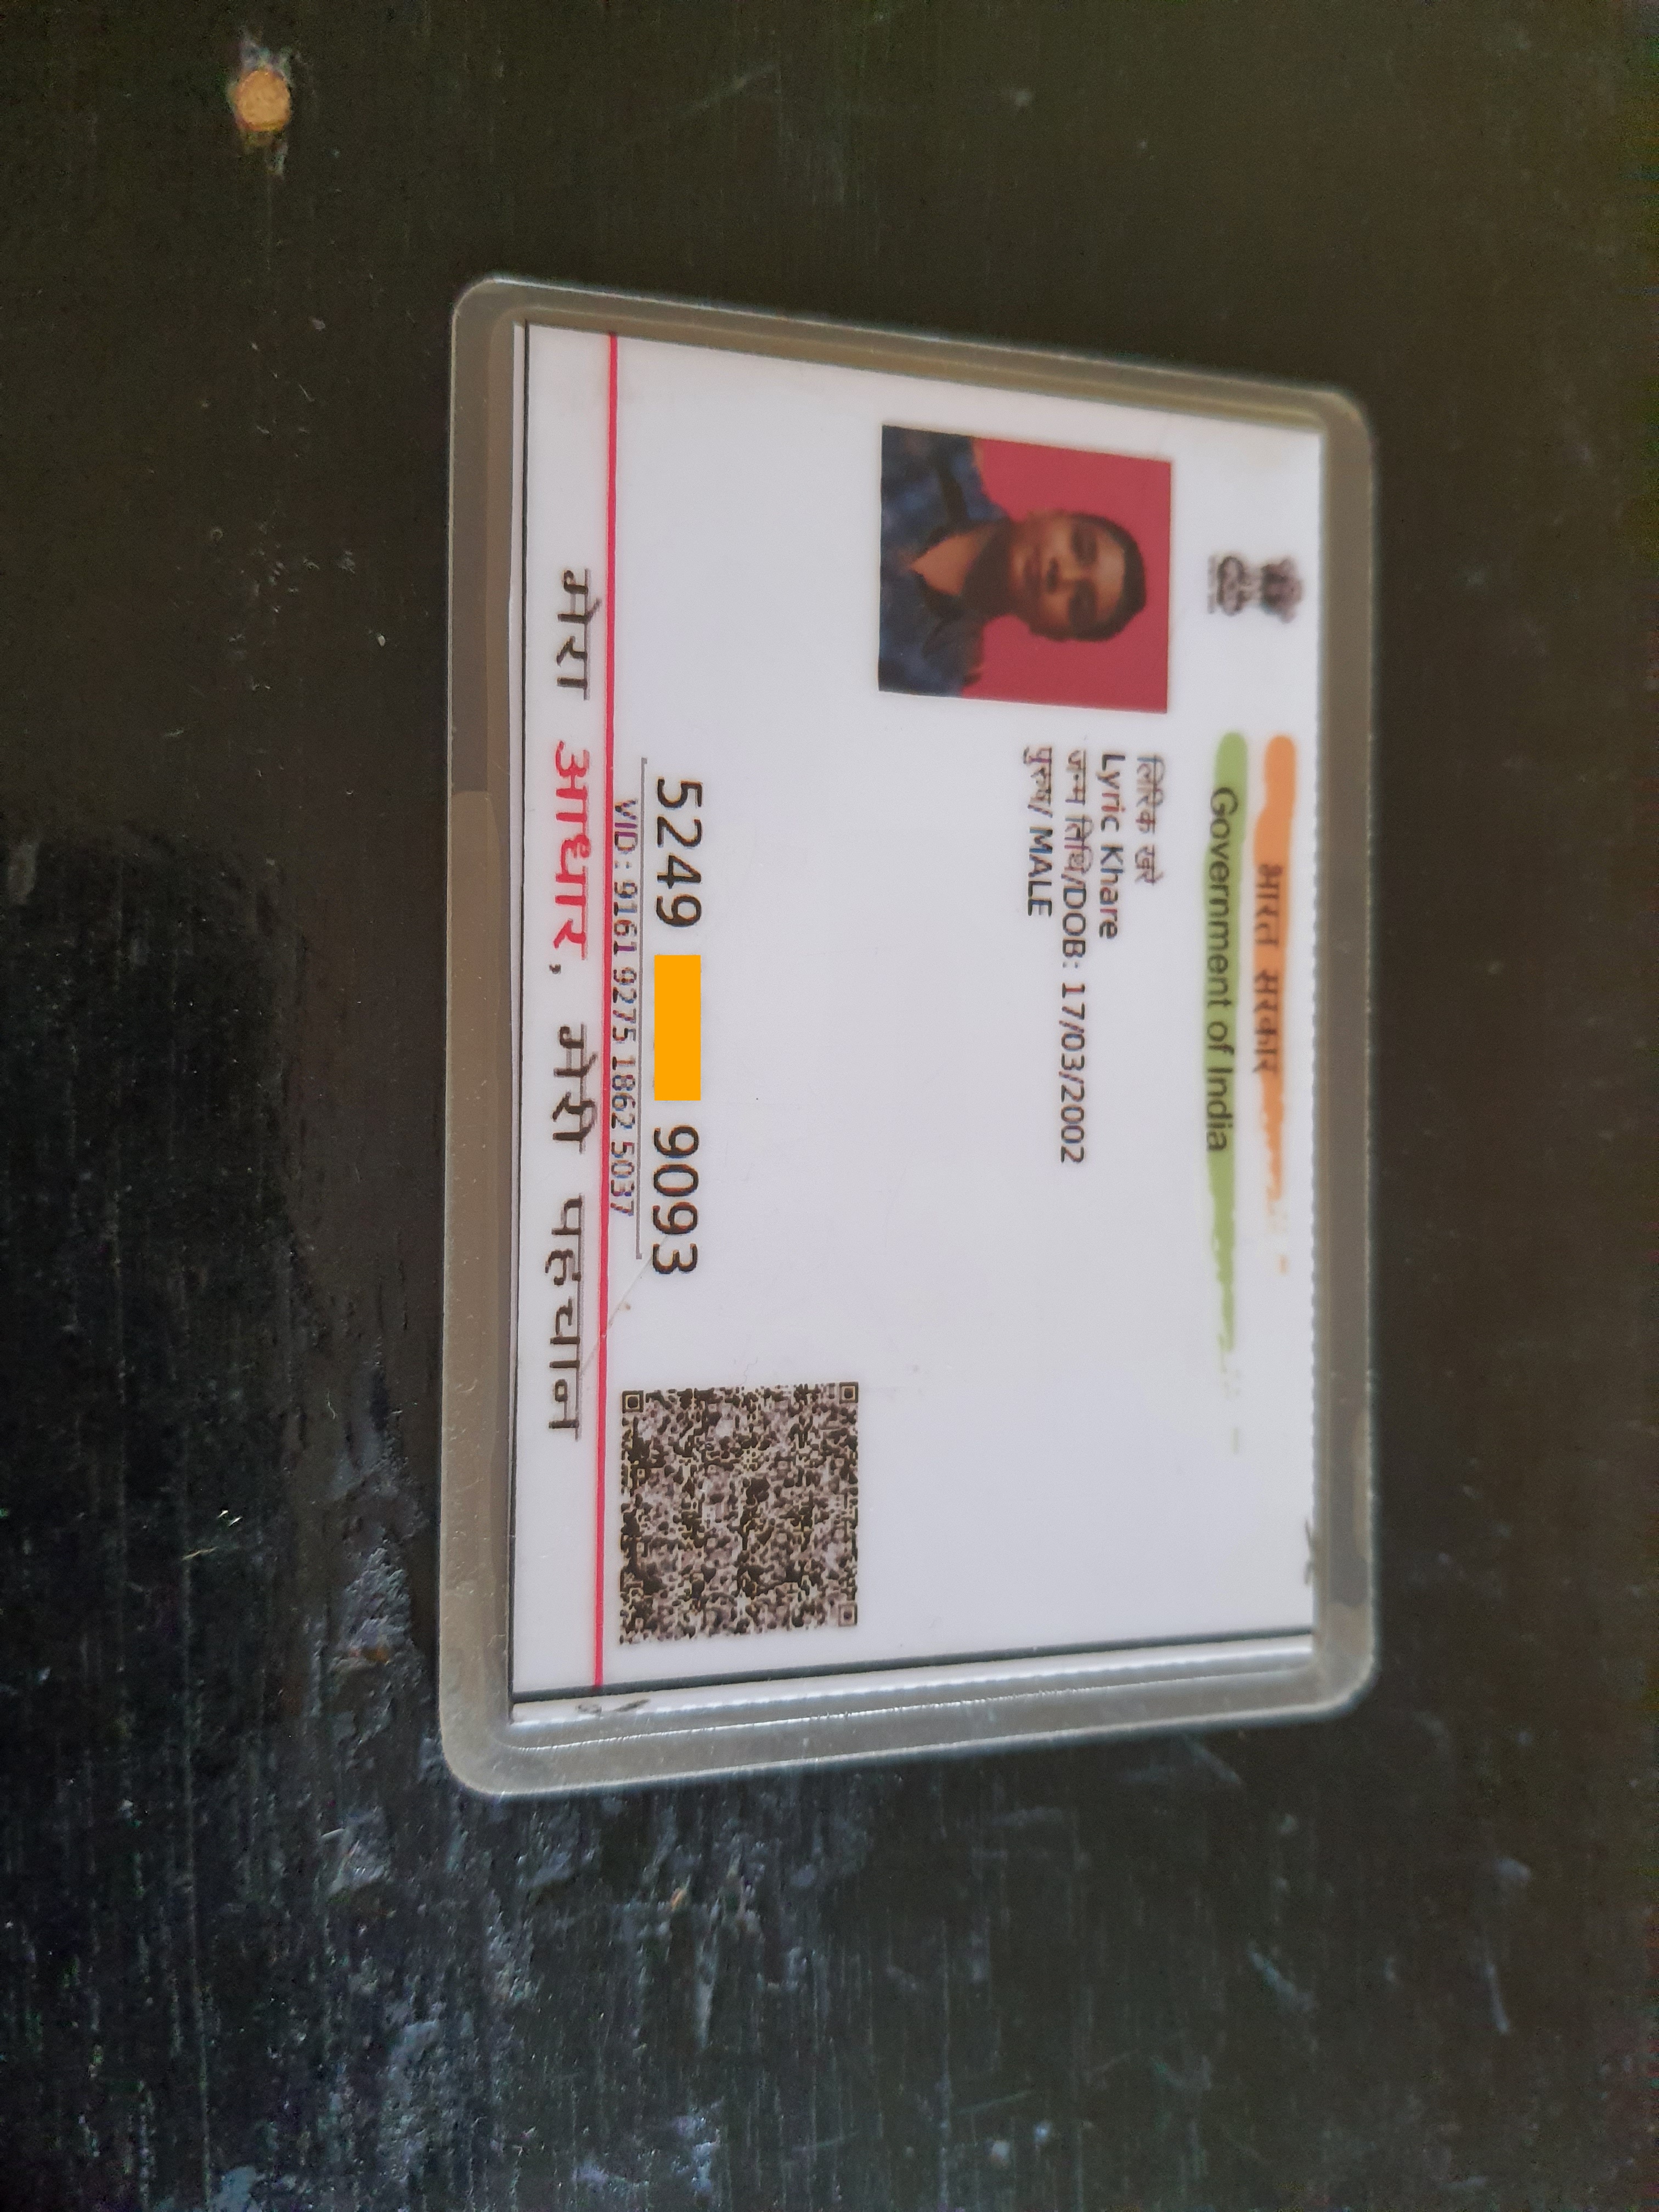 भारत सरकार
Government of India
लिरिक खरे
Lyric Khare
जन्म तिथि/DOB: 17/03/2002
पुरुष/ MALE
5249 9093
VID: 9161 9275 1862 5037
मेरा आधार, मेरी पहचान